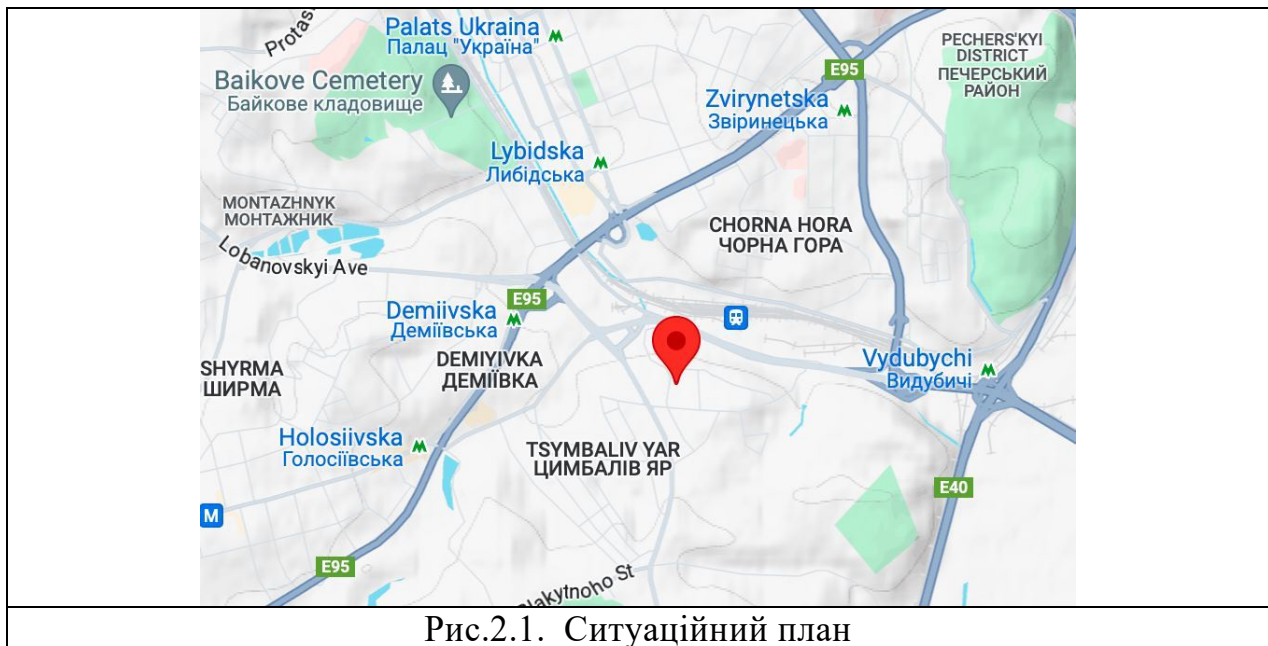 Protas
Palats Ukraina
Палац "Україна"
PECHERS'KYI
DISTRICT
ПЕЧЕРСЬКИЙ
РАЙОН
E95
Baikove Cemetery
Байкове кладовище
Zvirynetska
Звіринецька
Lybidska
Либідська
MONTAZHNYK
МОНТАЖНИК
CHORNA HORA
ЧОРНА ГОРА
Lobanovskyi Ave
E95
Demiivska
Деміївська
SHYRMA
ШИРМА
DEMIYIVKA
ДЕМІЇВКА
Vydubychi
Видубичі
Holosiivska
Голосіївська
TSYMBALIV YAR
ЦИМБАЛІВ ЯР
E40
M
E95
lakytnoho St
Рис.2.1. Ситуаційний план